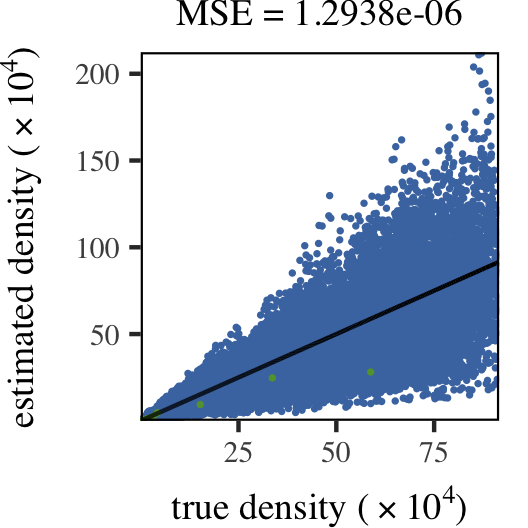 MSE = 1.2938e-06
estimated density (×10⁴)
200
150
100
50
25 50 75
true density (×10⁴)